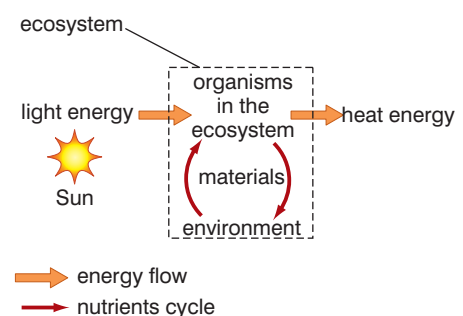 ecosystem
organisms
in the
ecosystem
light energy
heat energy
materials
Sun
environment
energy flow
nutrients cycle